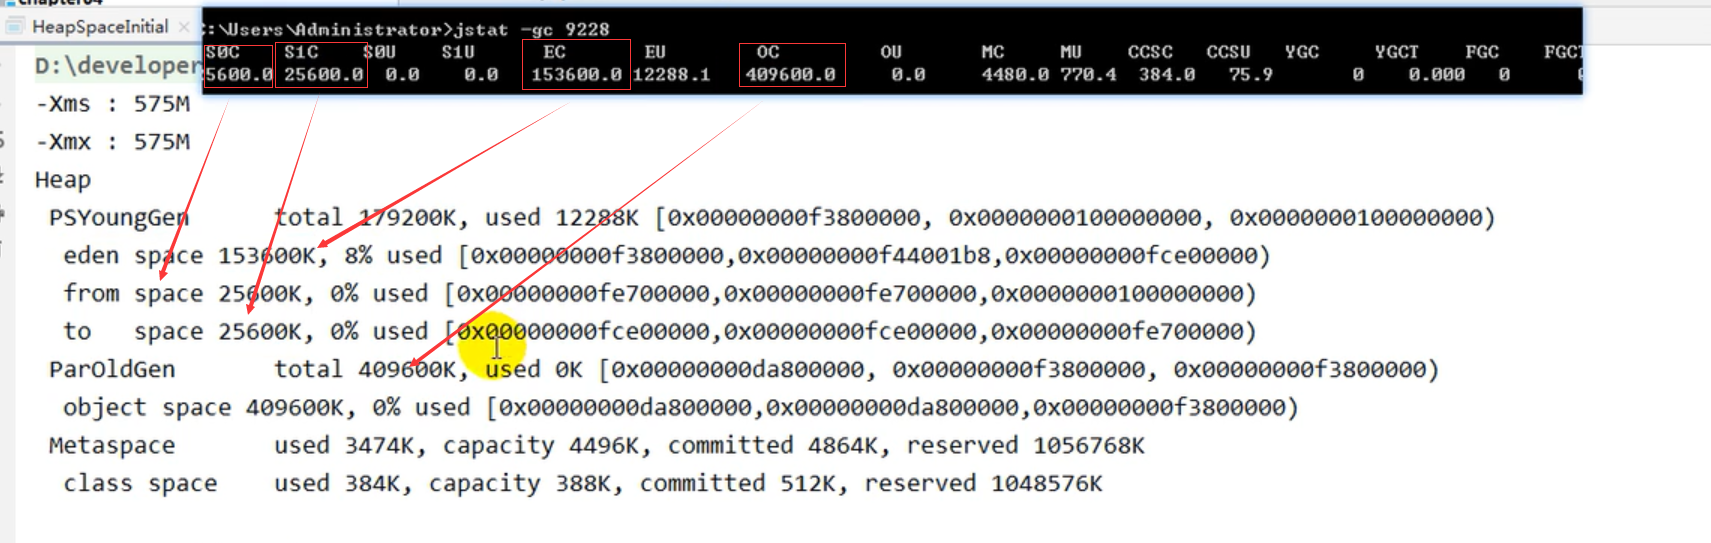 HeapSpaceInitial ×
:\Users\Administrator>jstat -gc 9228
S0C S1C S0U S1U EC EU OC OU MC MU CCSC CCSU YGC YGCT FGC FGCT
5600.0 25600.0 0.0 0.0 153600.0 12288.1 409600.0 0.0 4480.0 770.4 384.0 75.9 0 0.000 0
D:\developer
-Xms : 575M
-Xmx : 575M
Heap
PSYoungGen total 179200K, used 12288K [0x00000000f3800000, 0x0000000100000000, 0x0000000100000000)
eden space 153600K, 8% used [0x00000000f3800000,0x00000000f44001b8,0x00000000fce00000)
from space 25600K, 0% used [0x00000000fe700000,0x00000000fe700000,0x0000000100000000)
to space 25600K, 0% used [0x00000000fce00000,0x00000000fce00000,0x00000000fe700000)
ParOldGen total 409600K, used 0K [0x00000000da800000, 0x00000000f3800000, 0x00000000f3800000)
object space 409600K, 0% used [0x00000000da800000,0x00000000da800000,0x00000000f3800000)
Metaspace used 3474K, capacity 4496K, committed 4864K, reserved 1056768K
class space used 384K, capacity 388K, committed 512K, reserved 1048576K